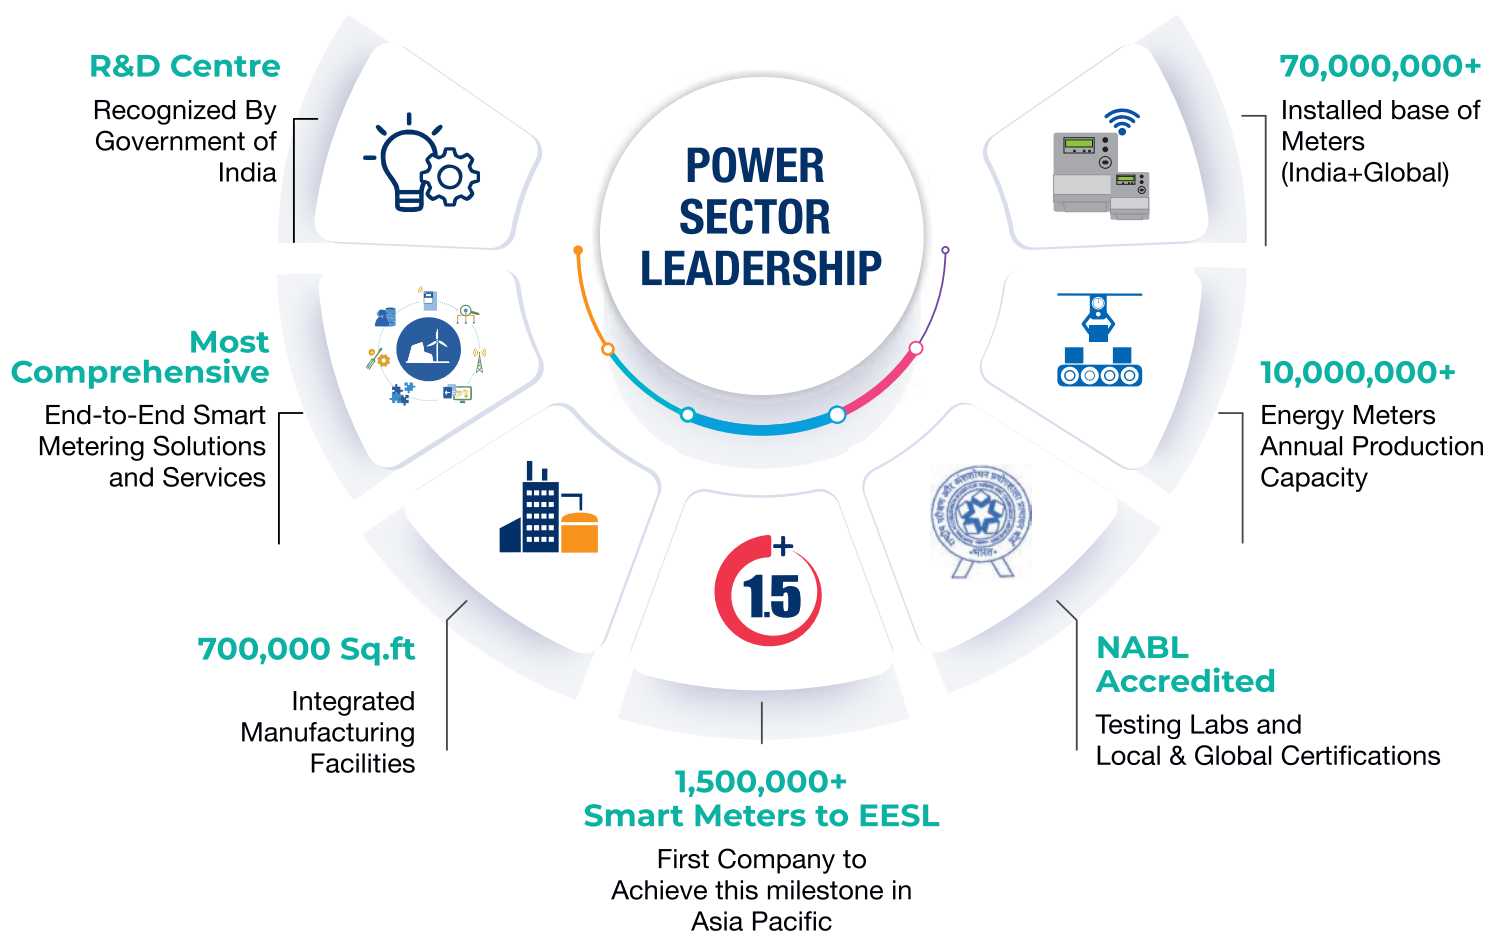 POWER
SECTOR
LEADERSHIP
R&D Centre
Recognized By
Government of
India
Most
Comprehensive
End-to-End Smart
Metering Solutions
and Services
700,000 Sq.ft
Integrated
Manufacturing
Facilities
+
1.5
1,500,000+
Smart Meters to EESL
First Company to
Achieve this milestone in
Asia Pacific
भारत
NABL
Accredited
Testing Labs and
Local & Global Certifications
10,000,000+
Energy Meters
Annual Production
Capacity
70,000,000+
Installed base of
Meters
(India+Global)